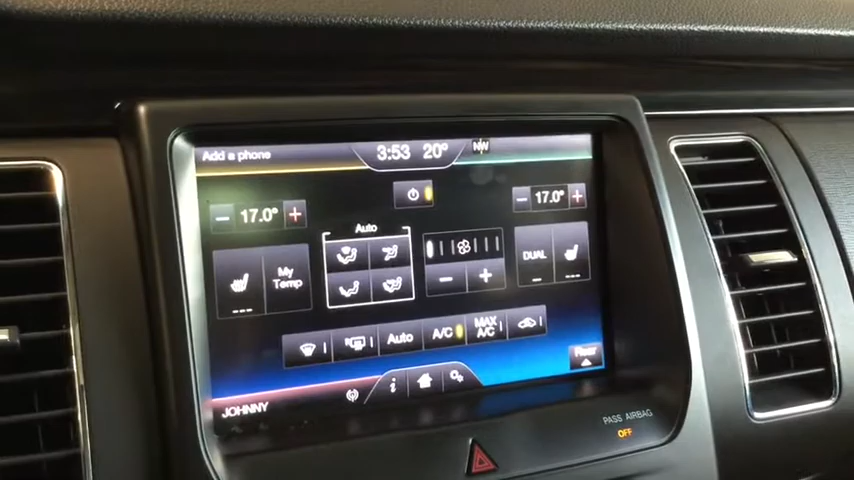 Add a phone
3:53 20°
NW
17.0°
17.0°
Auto
My Temp
DUAL
Auto
A/C
MAX A/C
Rear
JOHNNY
i
PASS AIRBAG
OFF